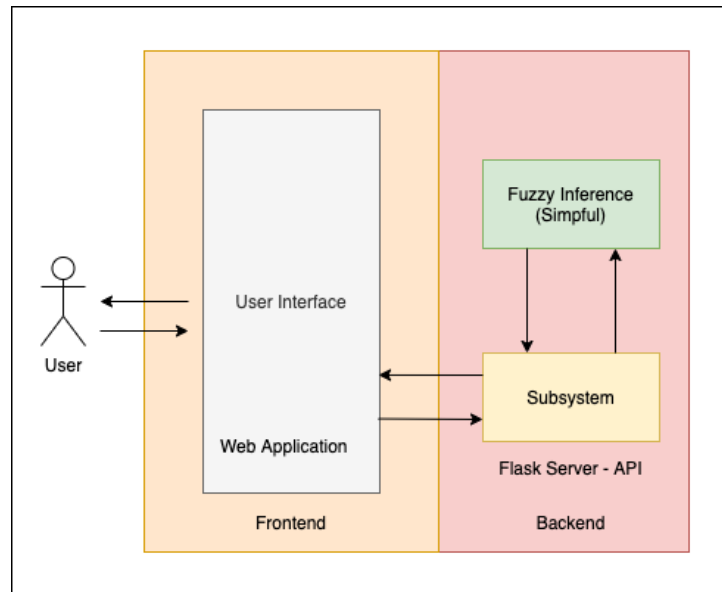 Fuzzy Inference
(Simpful)
User Interface
User
Subsystem
Web Application
Flask Server - API
Frontend
Backend